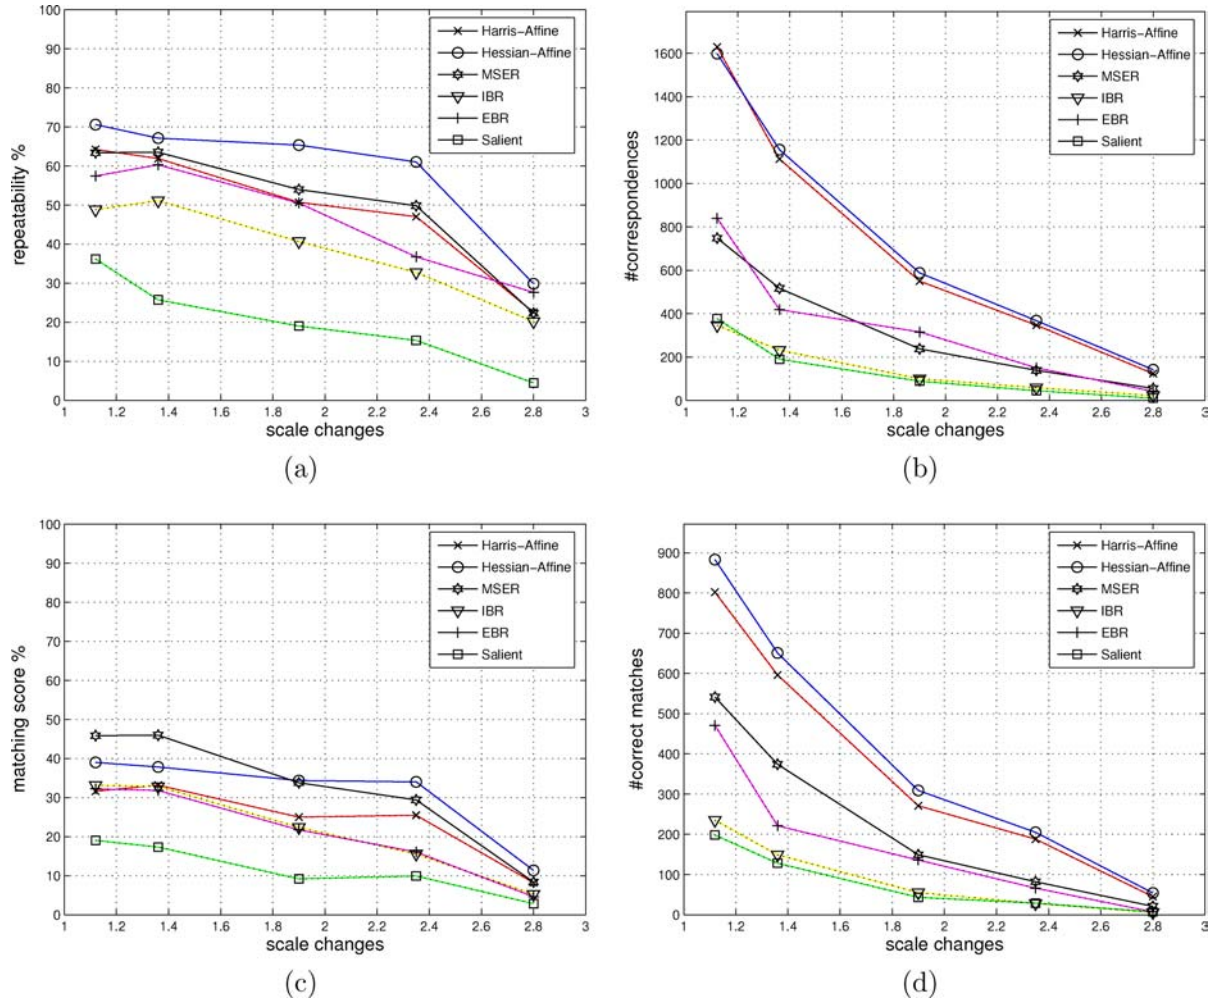 100
90
80
70
60
50
40
30
20
10
0
repeatability %
Harris-Affine
Hessian-Affine
MSER
IBR
EBR
Salient
1 1.2 1.4 1.6 1.8 2 2.2 2.4 2.6 2.8 3
scale changes
(a)
1600
1400
1200
1000
800
600
400
200
0
#correspondences
Harris-Affine
Hessian-Affine
MSER
IBR
EBR
Salient
1 1.2 1.4 1.6 1.8 2 2.2 2.4 2.6 2.8 3
scale changes
(b)
100
90
80
70
60
50
40
30
20
10
0
matching score %
Harris-Affine
Hessian-Affine
MSER
IBR
EBR
Salient
1 1.2 1.4 1.6 1.8 2 2.2 2.4 2.6 2.8 3
scale changes
(c)
900
800
700
600
500
400
300
200
100
0
#correct matches
Harris-Affine
Hessian-Affine
MSER
IBR
EBR
Salient
1 1.2 1.4 1.6 1.8 2 2.2 2.4 2.6 2.8 3
scale changes
(d)